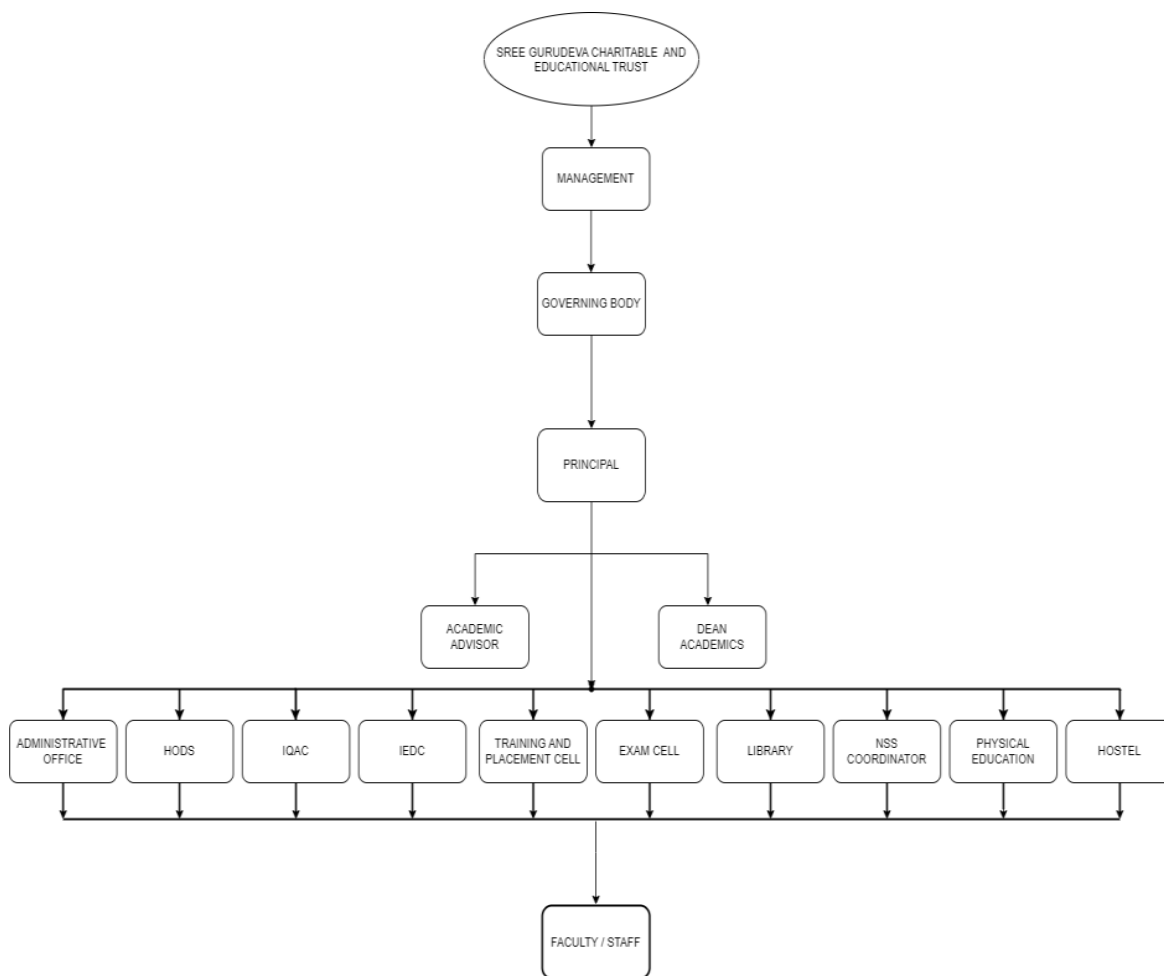 SREE GURUDEVA CHARITABLE AND
EDUCATIONAL TRUST
MANAGEMENT
GOVERNING BODY
PRINCIPAL
ACADEMIC
ADVISOR
DEAN
ACADEMICS
ADMINISTRATIVE
OFFICE
HODS
IQAC
IEDC
TRAINING AND
PLACEMENT CELL
EXAM CELL
LIBRARY
NSS
COORDINATOR
PHYSICAL
EDUCATION
HOSTEL
FACULTY / STAFF